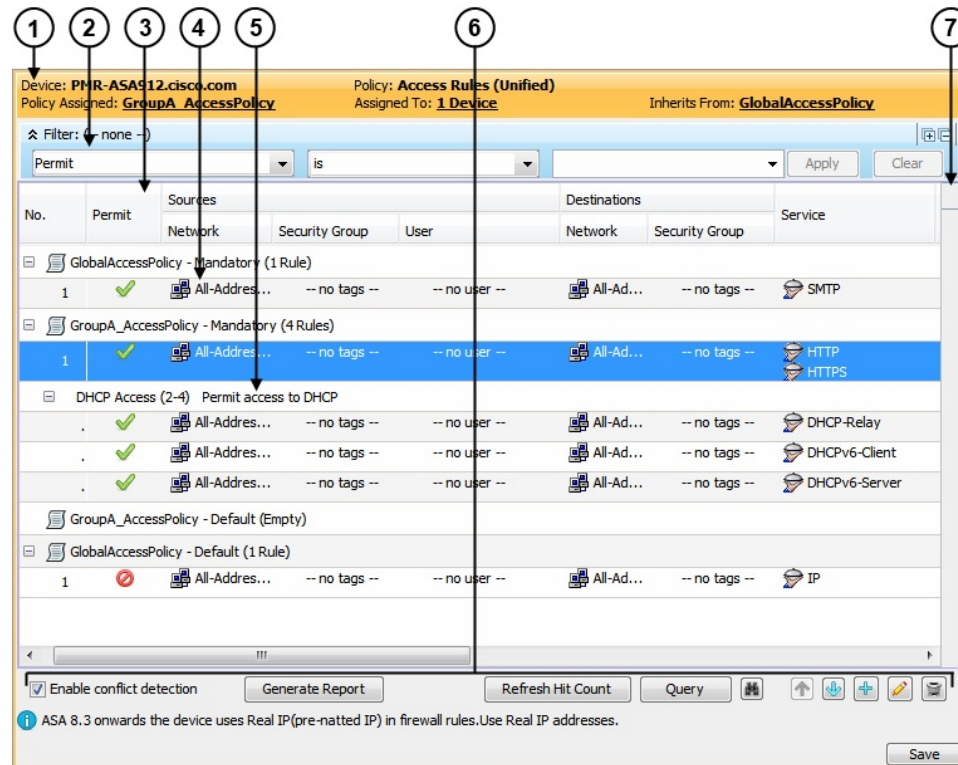 1 2 3 4 5 6 7
Device: PMR-ASA912.cisco.com Policy: Access Rules (Unified)
Policy Assigned: GroupA_AccessPolicy Assigned To: 1 Device Inherits From: GlobalAccessPolicy
Filter: (-- none --)
Permit is Apply Clear
No. Permit Sources Destinations Service
Network Security Group User Network Security Group
GlobalAccessPolicy - Mandatory (1 Rule)
1 All-Addres... -- no tags -- -- no user -- All-Ad... -- no tags -- SMTP
GroupA_AccessPolicy - Mandatory (4 Rules)
1 All-Addres... -- no tags -- -- no user -- All-Ad... -- no tags -- HTTP
HTTPS
DHCP Access (2-4) Permit access to DHCP
. All-Addres... -- no tags -- -- no user -- All-Ad... -- no tags -- DHCP-Relay
. All-Addres... -- no tags -- -- no user -- All-Ad... -- no tags -- DHCPv6-Client
. All-Addres... -- no tags -- -- no user -- All-Ad... -- no tags -- DHCPv6-Server
GroupA_AccessPolicy - Default (Empty)
GlobalAccessPolicy - Default (1 Rule)
1 All-Addres... -- no tags -- -- no user -- All-Ad... -- no tags -- IP
Enable conflict detection Generate Report Refresh Hit Count Query
ASA 8.3 onwards the device uses Real IP(pre-natted IP) in firewall rules.Use Real IP addresses.
Save